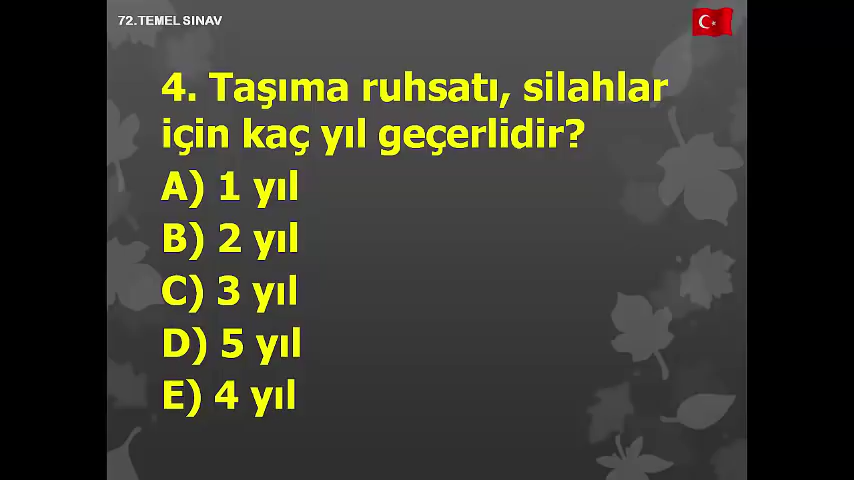 72.TEMEL SINAV
4. Taşıma ruhsatı, silahlar
için kaç yıl geçerlidir?
A) 1 yıl
B) 2 yıl
C) 3 yıl
D) 5 yıl
E) 4 yıl